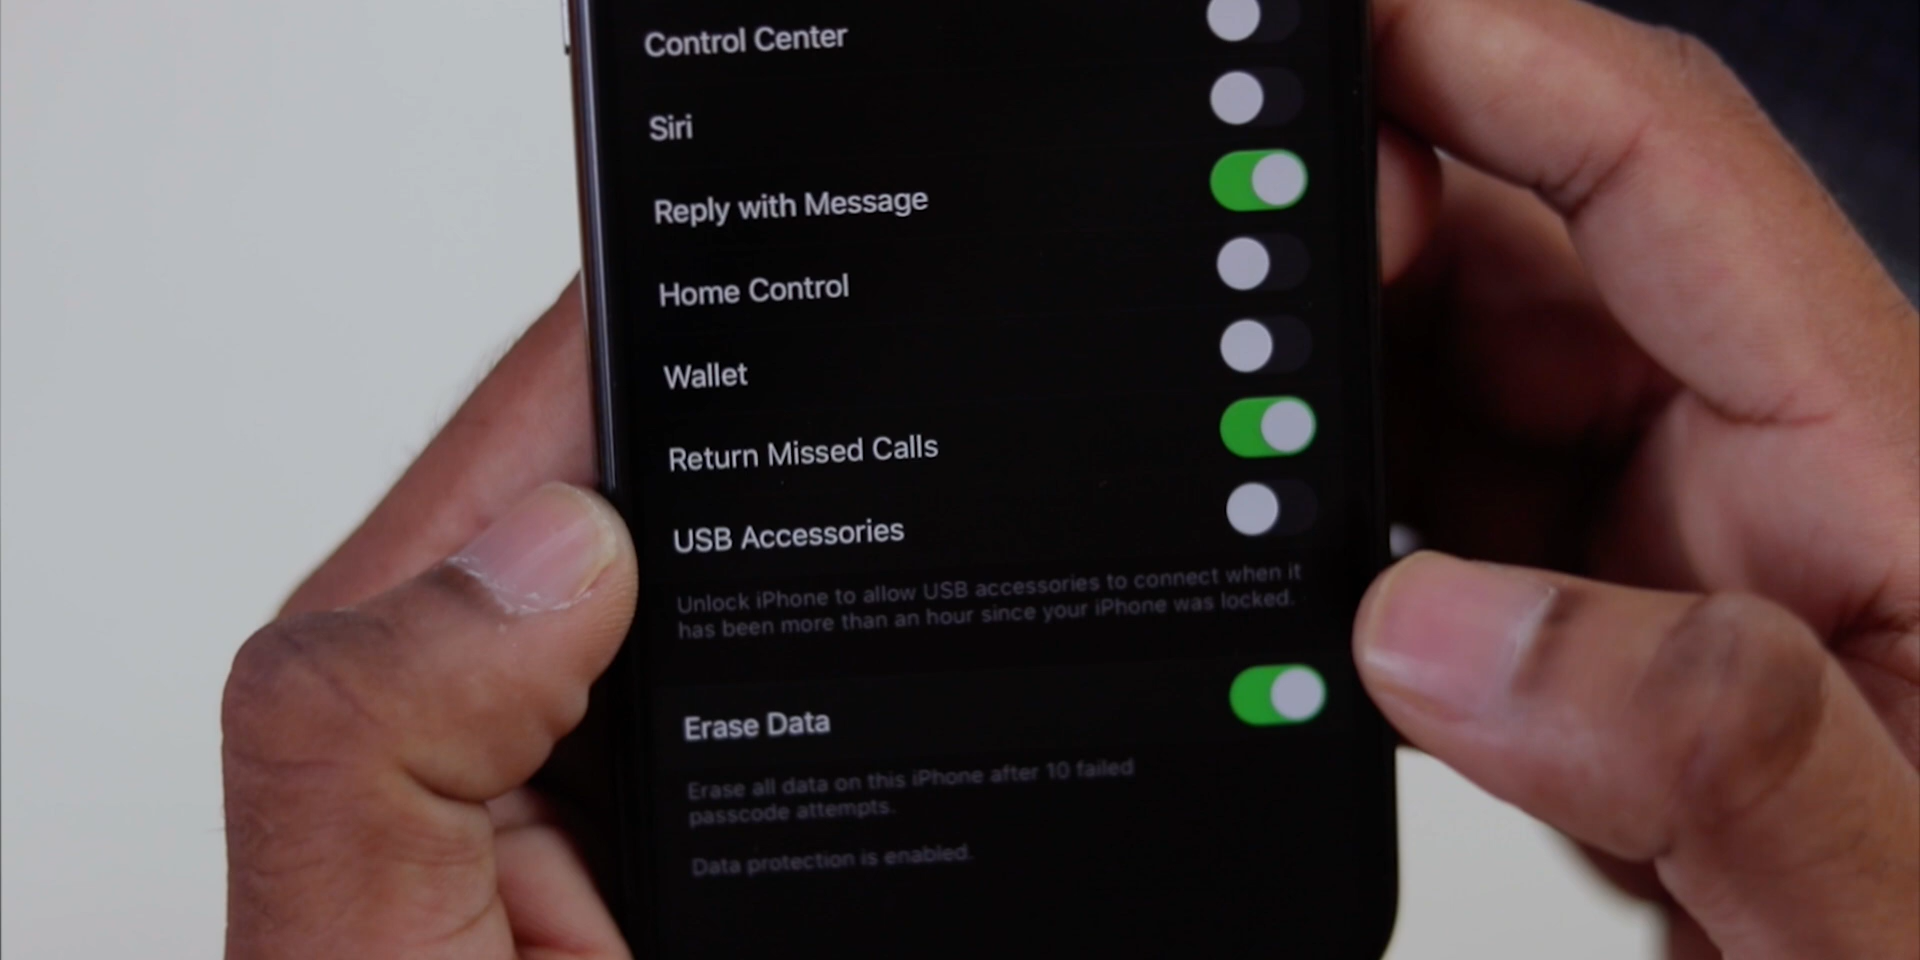 Control Center
Siri
Reply with Message
Home Control
Wallet
Return Missed Calls
USB Accessories
Unlock iPhone to allow USB accessories to connect when it
has been more than an hour since your iPhone was locked.
Erase Data
Erase all data on this iPhone after 10 failed
passcode attempts.
Data protection is enabled.